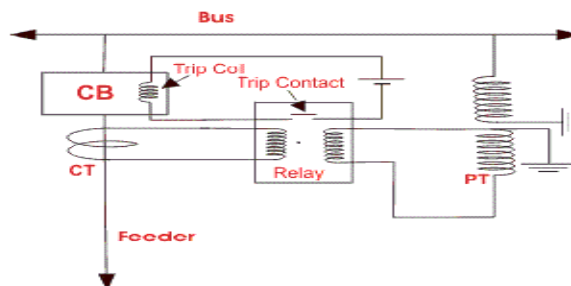 Bus
Trip Coil
Trip Contact
CB
CT
Relay
PT
Feeder